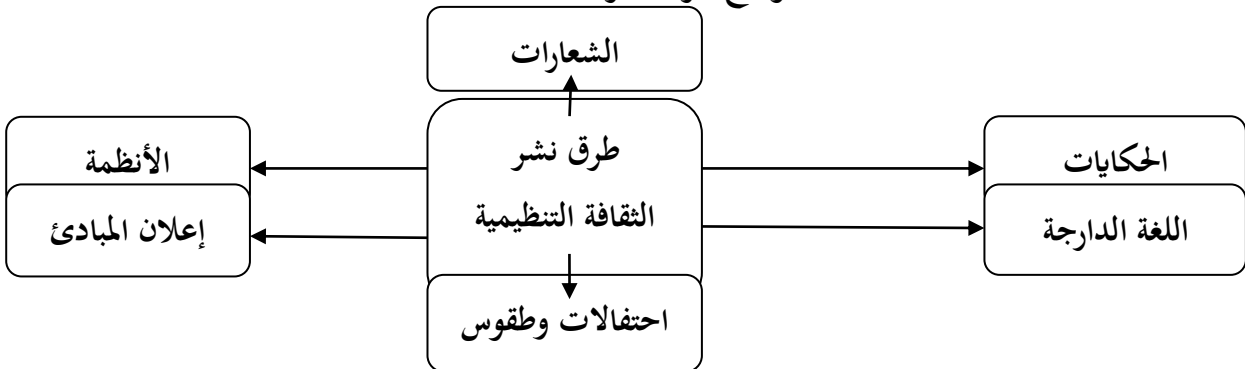 الشعارات
طرق نشر
الثقافة التنظيمية
الحكايات
الأنظمة
اللغة الدارجة
إعلان المبادئ
احتفالات وطقوس